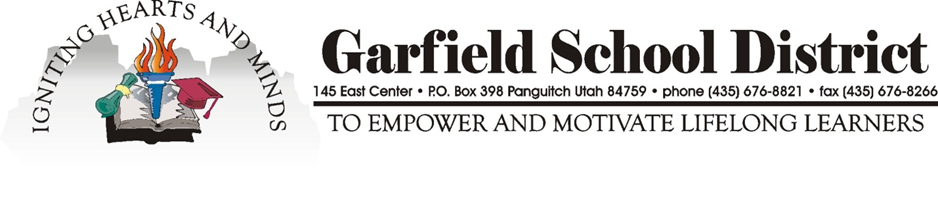 IGNITING HEARTS AND MINDS
Garfield School District
145 East Center • P.O. Box 398 Panguitch Utah 84759 • phone (435) 676-8821 • fax (435) 676-8266
TO EMPOWER AND MOTIVATE LIFELONG LEARNERS